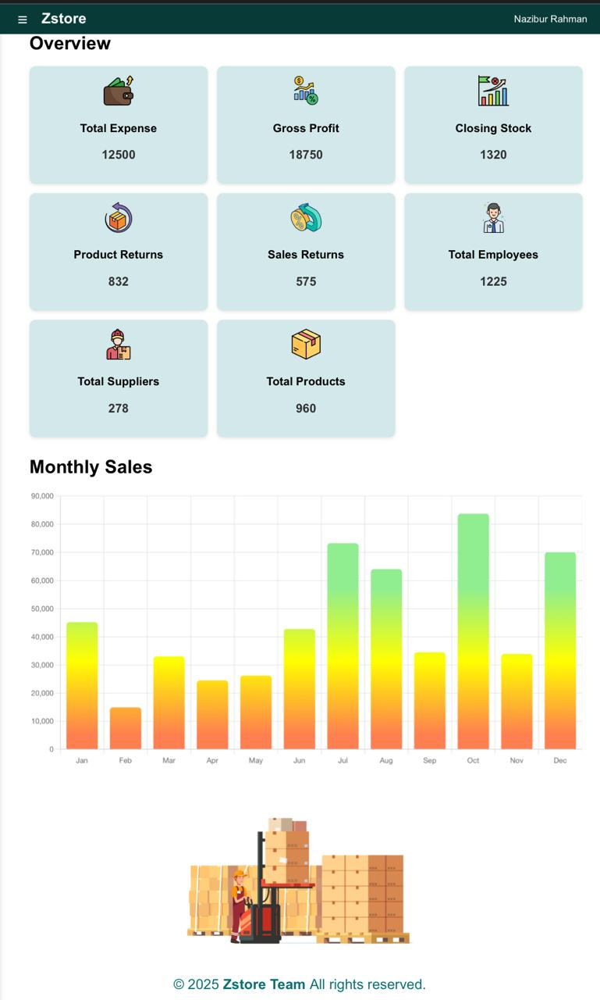 ☰ Zstore Nazibur Rahman
Overview
Total Expense Gross Profit Closing Stock
12500 18750 1320
Product Returns Sales Returns Total Employees
832 575 1225
Total Suppliers Total Products
278 960
Monthly Sales
90,000
80,000
70,000
60,000
50,000
40,000
30,000
20,000
10,000
0
Jan Feb Mar Apr May Jun Jul Aug Sep Oct Nov Dec
© 2025 Zstore Team All rights reserved.